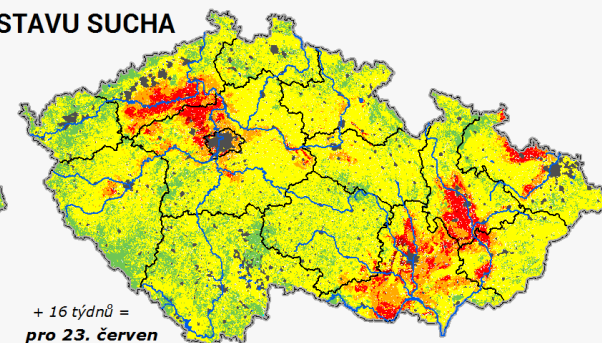 STAVU SUCHA
+ 16 týdnů =
pro 23. červen